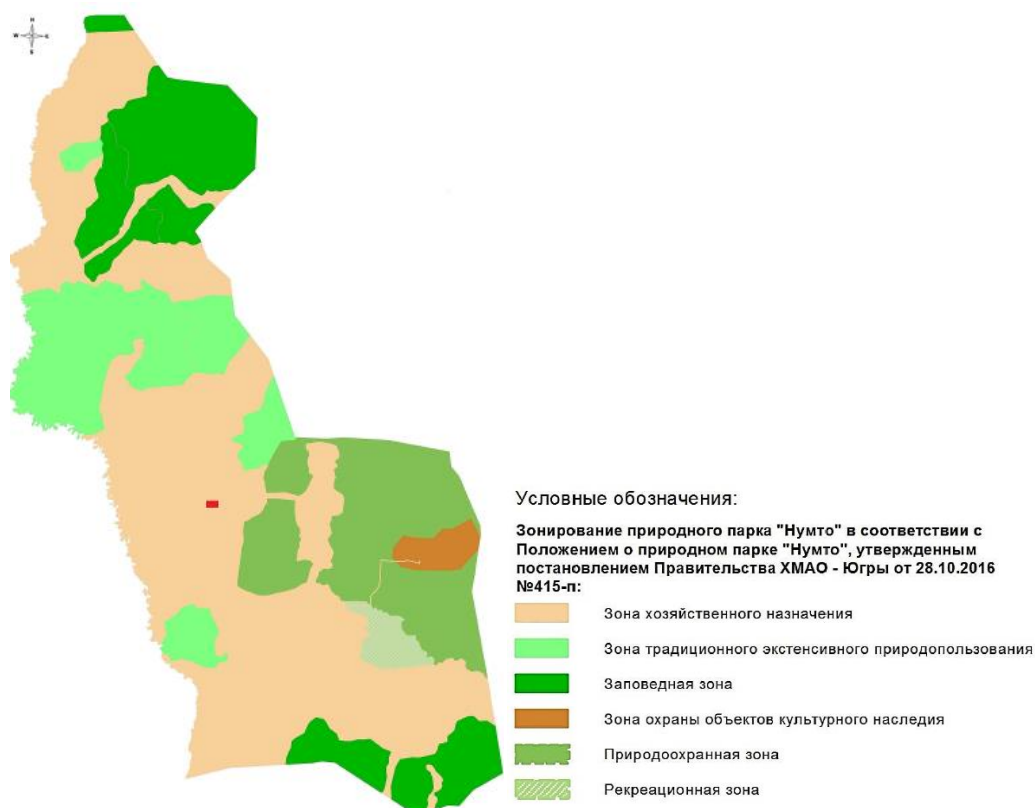 N
W
E
S
Условные обозначения:
Зонирование природного парка "Нумто" в соответствии с
Положением о природном парке "Нумто", утвержденным
постановлением Правительства ХМАО - Югры от 28.10.2016
№415-п:
Зона хозяйственного назначения
Зона традиционного экстенсивного природопользования
Заповедная зона
Зона охраны объектов культурного наследия
Природоохранная зона
Рекреационная зона